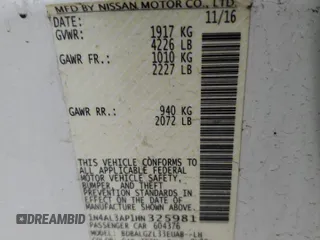 MFD BY NISSAN MOTOR CO., LTD.
DATE: 11/16
GVWR: 1917 KG
4226 LB
GAWR FR.: 1010 KG
2227 LB
GAWR RR.: 940 KG
2072 LB
THIS VEHICLE CONFORMS TO
ALL APPLICABLE FEDERAL
MOTOR VEHICLE SAFETY,
BUMPER, AND THEFT
PREVENTION STANDARDS IN
EFFECT ON THE DATE OF
MANUFACTURE SHOWN ABOVE.
1N4AL3AP1HN325981
PASSENGER CAR 604376
MODEL:
DREAMBID